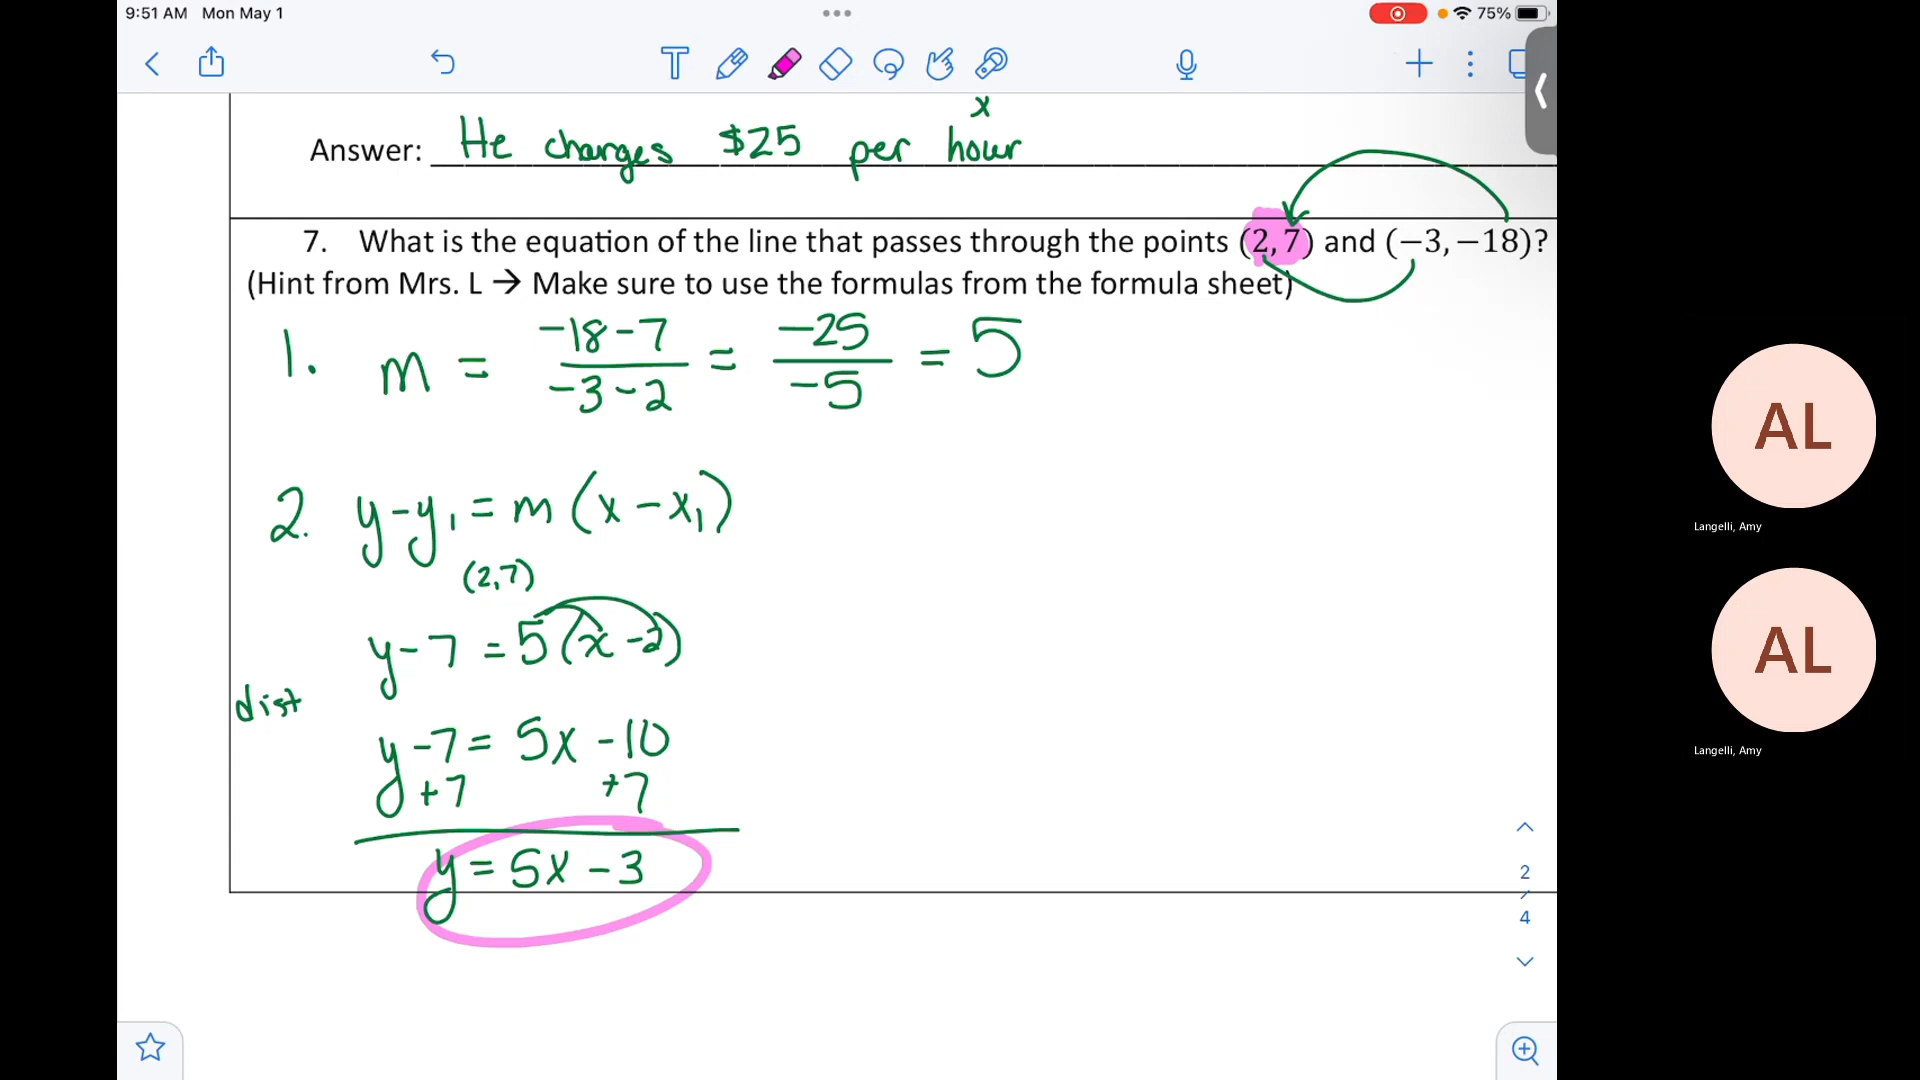 9:51 AM Mon May 1
75%
x
Answer: He charges $25 per hour
7. What is the equation of the line that passes through the points (2, 7) and (−3, −18)?
(Hint from Mrs. L → Make sure to use the formulas from the formula sheet)
1. m = -18-7 / -3-2 = -25 / -5 = 5
2. y-y₁ = m(x-x₁)
(2,7)
y-7 = 5(x-2)
dist
y-7 = 5x -10
+7 +7
y = 5x - 3
2 / 4
AL
Langelli, Amy
AL
Langelli, Amy